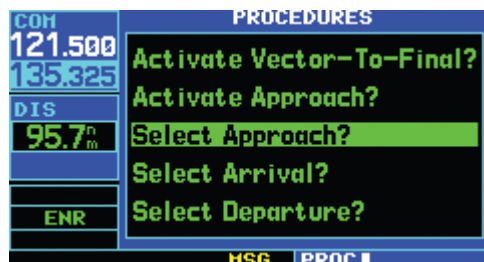 COM
121.500
135.325
DIS
95.7nm
ENR
PROCEDURES
Activate Vector-To-Final?
Activate Approach?
Select Approach?
Select Arrival?
Select Departure?
MSG PROC